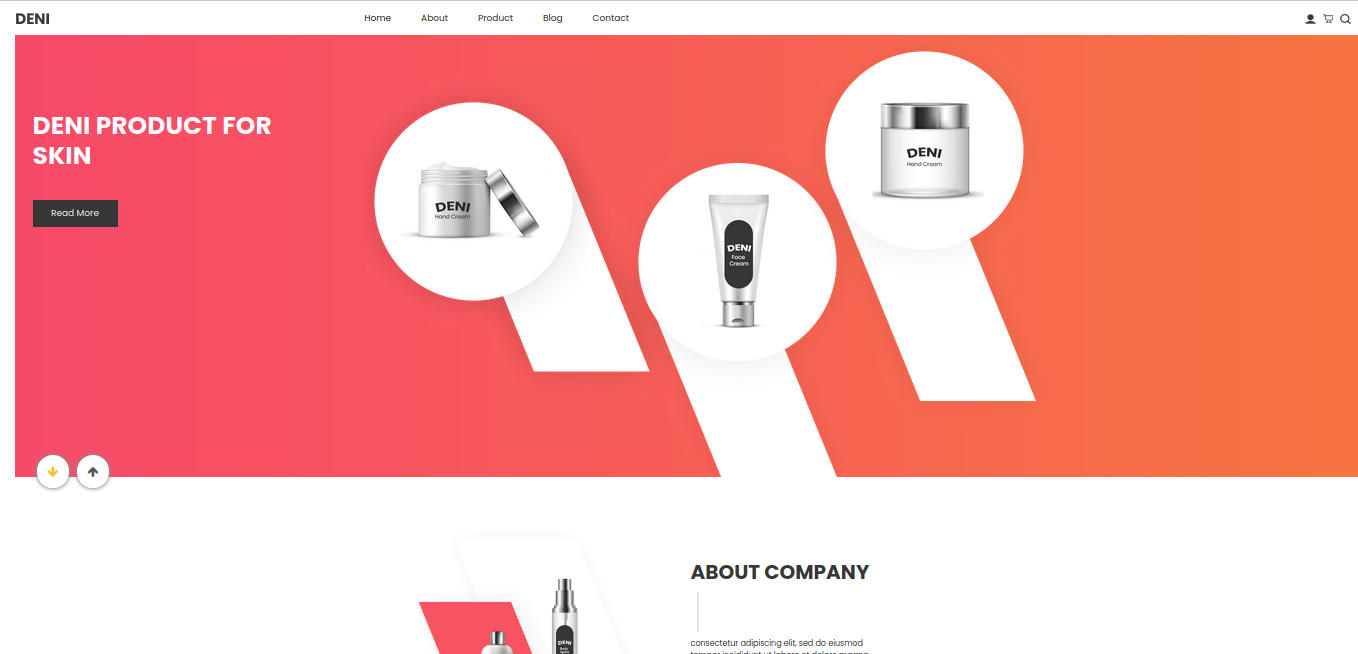 DENI
Home About Product Blog Contact
DENI PRODUCT FOR
SKIN
Read More
DENI
Hand Cream
DENI
Face
Cream
DENI
Hand Cream
ABOUT COMPANY
consectetur adipiscing elit, sed do eiusmod
DENI
Body